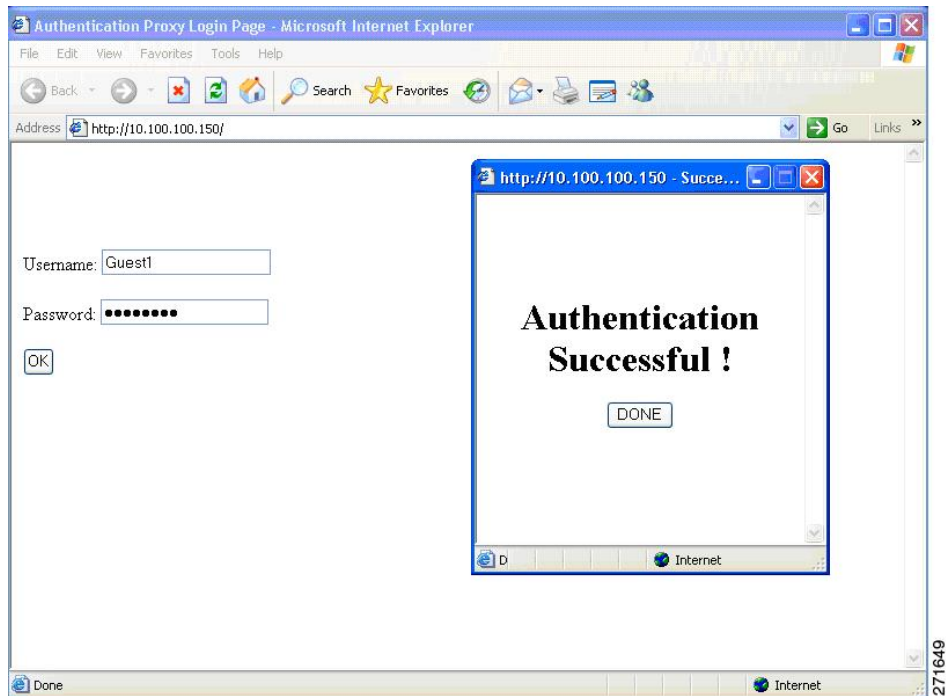 Authentication Proxy Login Page - Microsoft Internet Explorer
File Edit View Favorites Tools Help
Back Search Favorites
Address http://10.100.100.150/ Go Links »
http://10.100.100.150 - Succe...
Username: Guest1
Password: ••••••••
OK
Authentication
Successful !
DONE
D Internet
Done Internet
271649